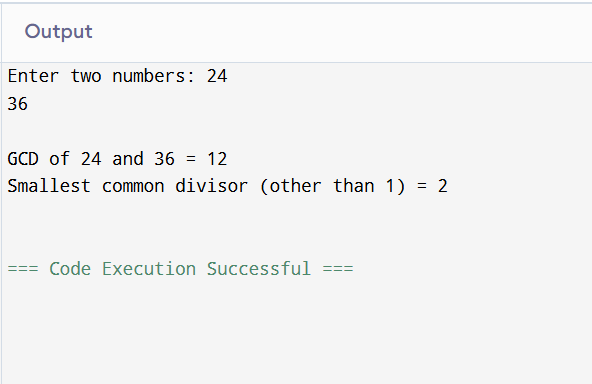 Output
Enter two numbers: 24
36
GCD of 24 and 36 = 12
Smallest common divisor (other than 1) = 2
=== Code Execution Successful ===